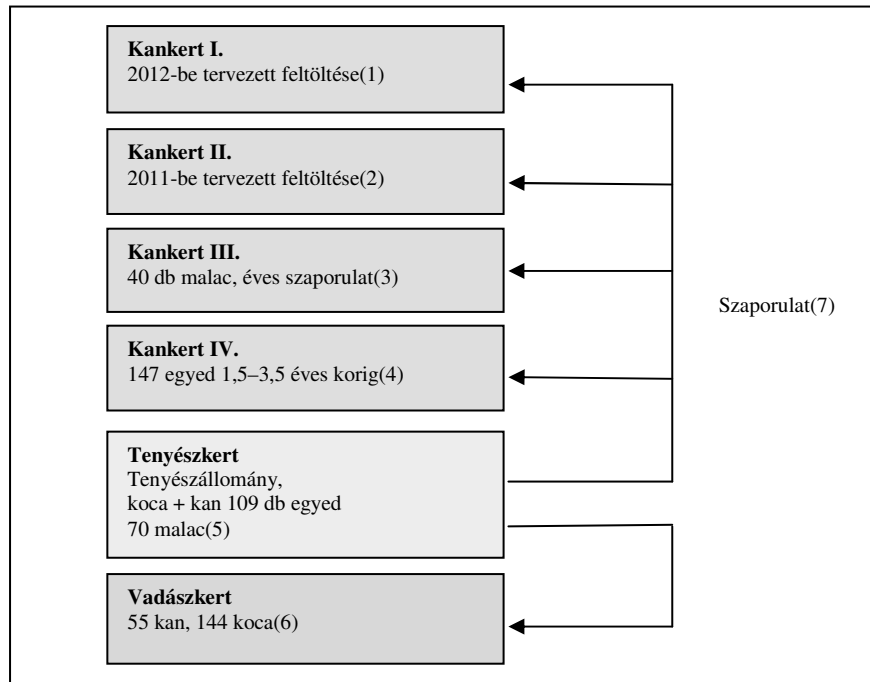 Kankert I.
2012-be tervezett feltöltése(1)
Kankert II.
2011-be tervezett feltöltése(2)
Kankert III.
40 db malac, éves szaporulat(3)
Szaporulat(7)
Kankert IV.
147 egyed 1,5–3,5 éves korig(4)
Tenyészkert
Tenyészállomány,
koca + kan 109 db egyed
70 malac(5)
Vadászkert
55 kan, 144 koca(6)